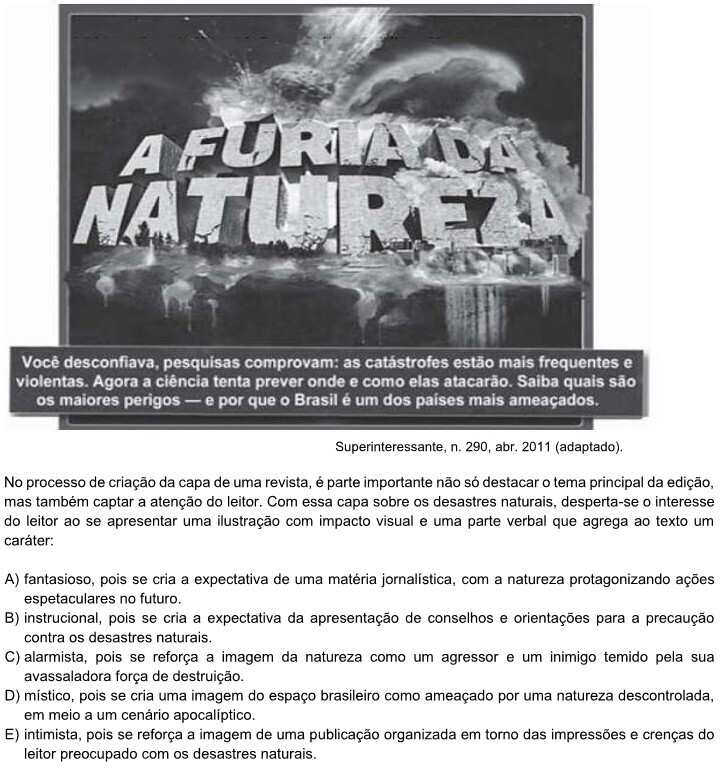 A FÚRIA DA
NATUREZA
Você desconfiava, pesquisas comprovam: as catástrofes estão mais frequentes e
violentas. Agora a ciência tenta prever onde e como elas atacarão. Saiba quais são
os maiores perigos — e por que o Brasil é um dos países mais ameaçados.
Superinteressante, n. 290, abr. 2011 (adaptado).
No processo de criação da capa de uma revista, é parte importante não só destacar o tema principal da edição,
mas também captar a atenção do leitor. Com essa capa sobre os desastres naturais, desperta-se o interesse
do leitor ao se apresentar uma ilustração com impacto visual e uma parte verbal que agrega ao texto um
caráter:
A) fantasioso, pois se cria a expectativa de uma matéria jornalística, com a natureza protagonizando ações
espetaculares no futuro.
B) instrucional, pois se cria a expectativa da apresentação de conselhos e orientações para a precaução
contra os desastres naturais.
C) alarmista, pois se reforça a imagem da natureza como um agressor e um inimigo temido pela sua
avassaladora força de destruição.
D) místico, pois se cria uma imagem do espaço brasileiro como ameaçado por uma natureza descontrolada,
em meio a um cenário apocalíptico.
E) intimista, pois se reforça a imagem de uma publicação organizada em torno das impressões e crenças do
leitor preocupado com os desastres naturais.